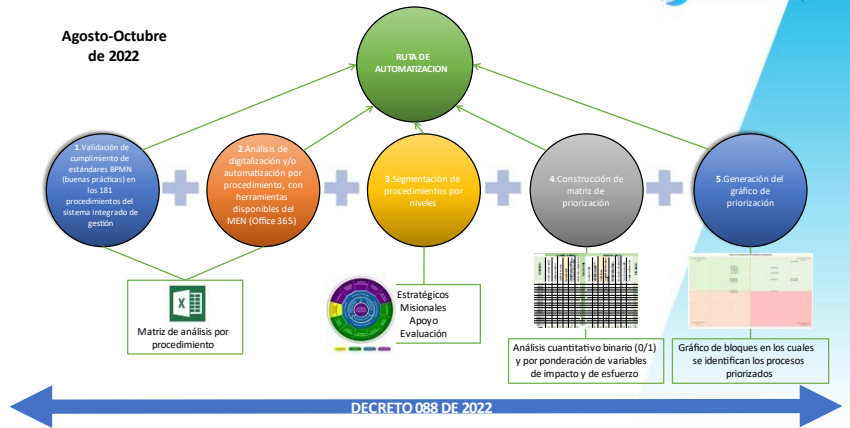 Agosto-Octubre
de 2022
RUTA DE
AUTOMATIZACION
1.Validación de
cumplimiento de
estándares BPMN
(buenas prácticas) en
los 181
procedimientos del
sistema integrado de
gestión
2.Análisis de
digitalización y/o
automatización por
procedimiento, con
herramientas
disponibles del
MEN (Office 365)
3.Segmentación de
procedimientos por
niveles
4.Construcción de
matriz de
priorización
5.Generación del
gráfico de
priorización
X
Matriz de análisis por
procedimiento
Estratégicos
Misionales
Apoyo
Evaluación
Análisis cuantitativo binario (0/1)
y por ponderación de variables
de impacto y de esfuerzo
Gráfico de bloques en los cuales
se identifican los procesos
priorizados
DECRETO 088 DE 2022